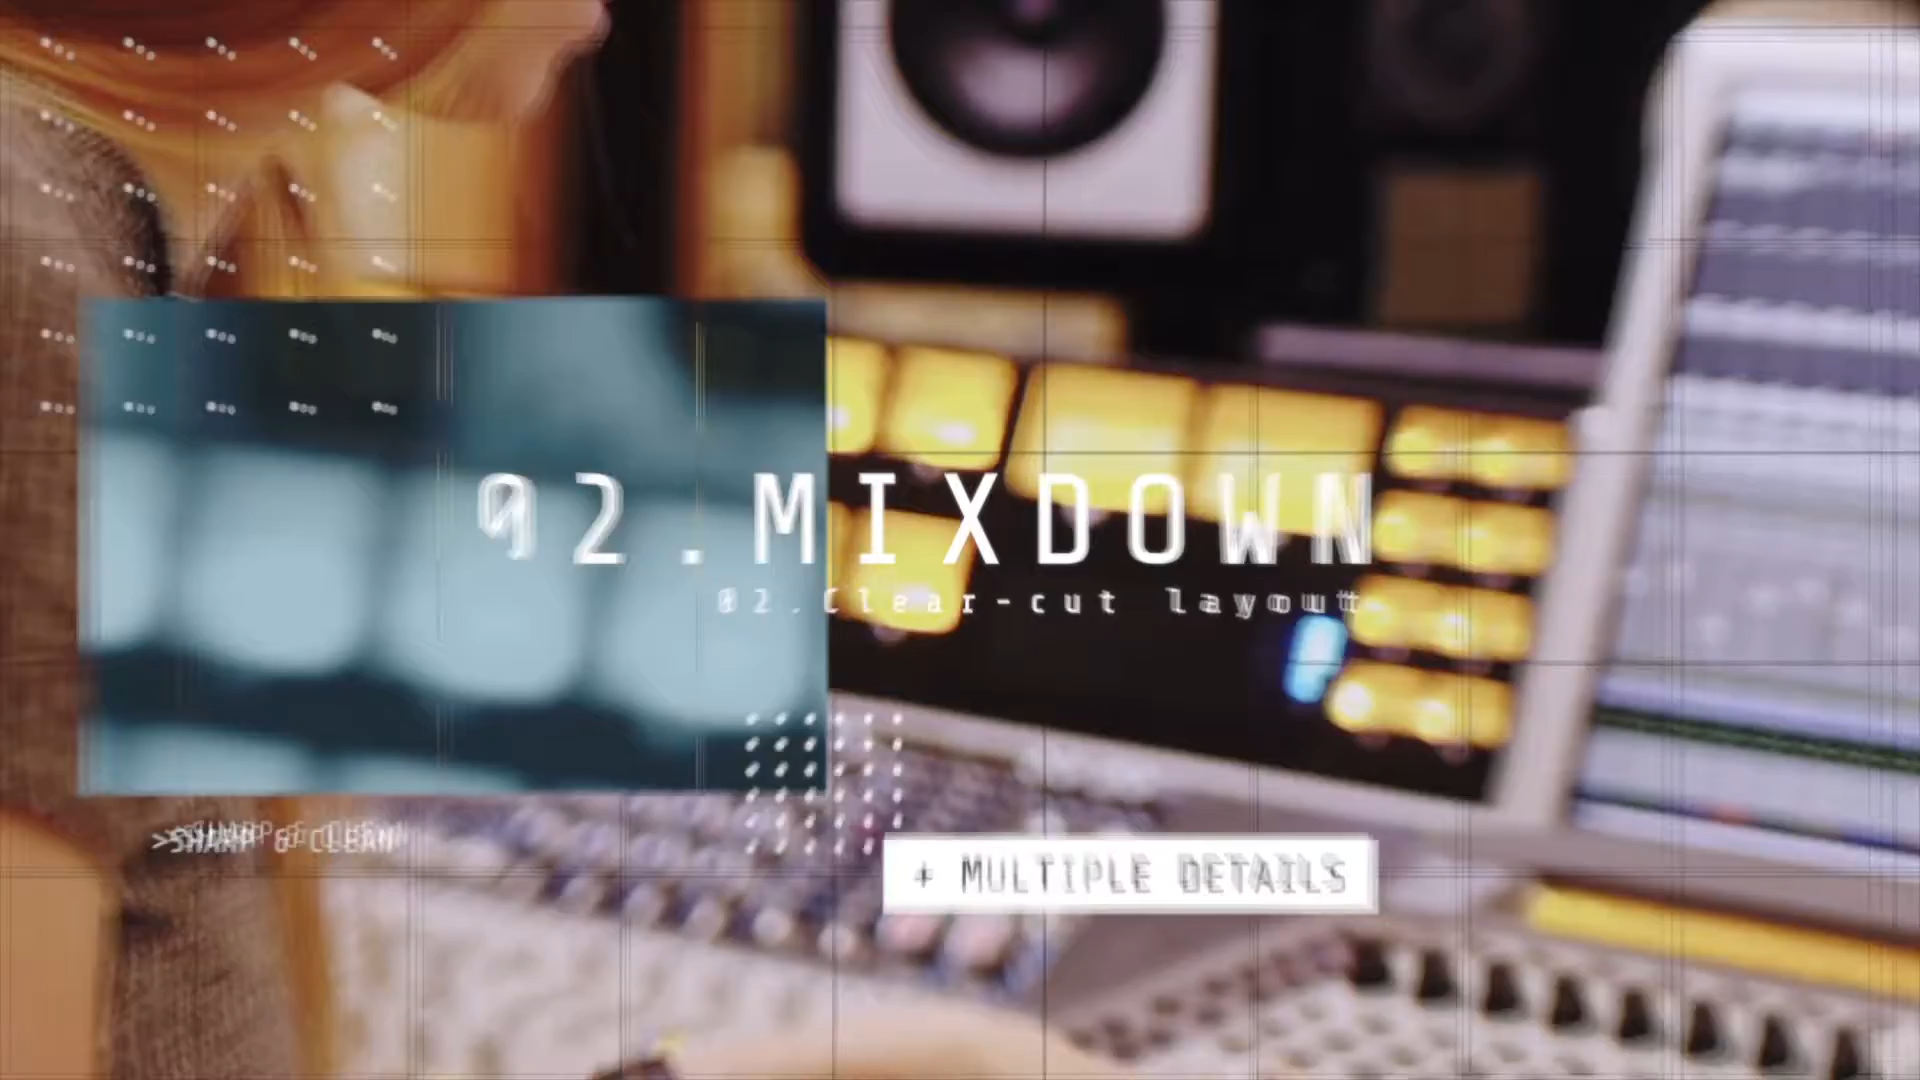 02.MIXDOWN
02.Clear-cut layout
>SHARP & CLEAN
+ MULTIPLE DETAILS